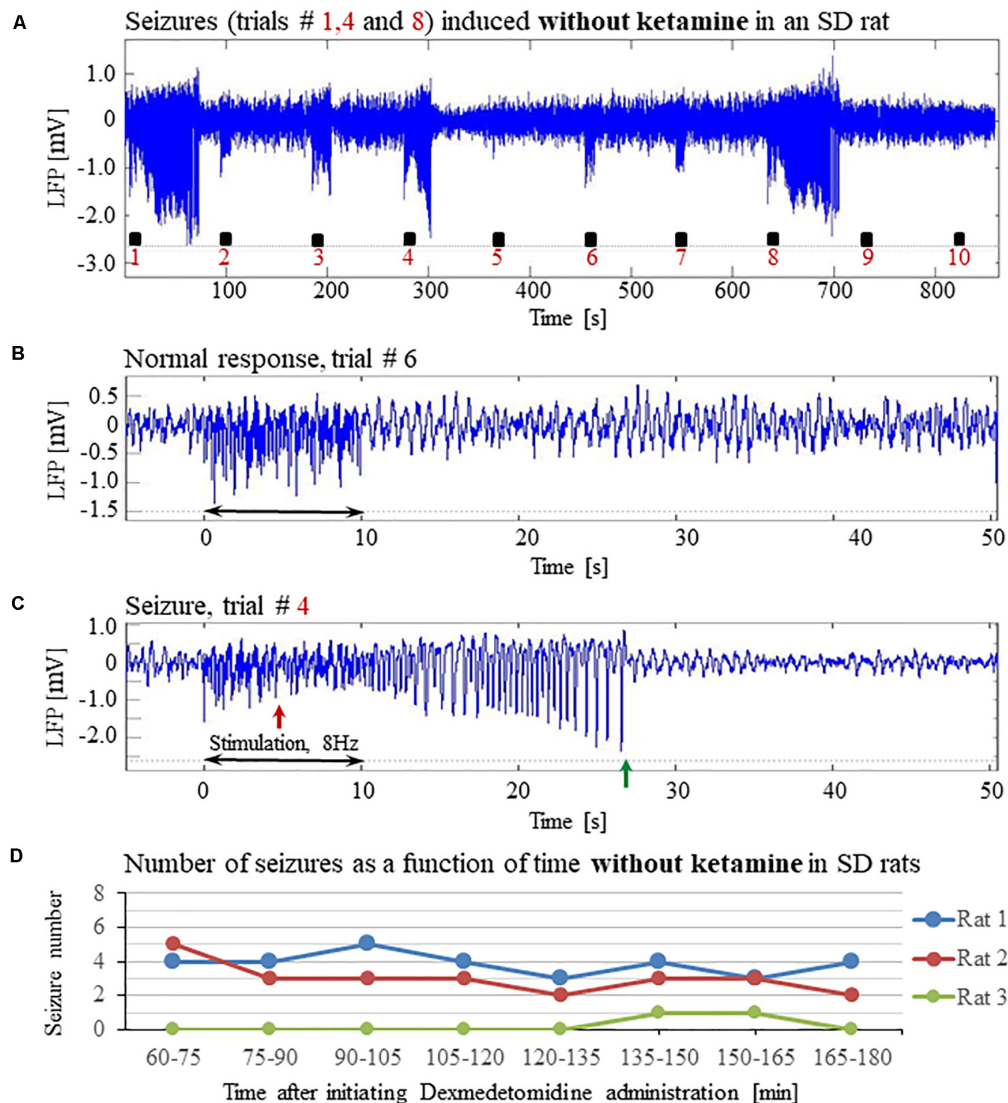 A
Seizures (trials # 1,4 and 8) induced without ketamine in an SD rat
LFP [mV]
1.0
0
-1.0
-2.0
-3.0
1 2 3 4 5 6 7 8 9 10
100 200 300 400 500 600 700 800
Time [s]
B
Normal response, trial # 6
LFP [mV]
0.5
0
-0.5
-1.0
-1.5
0 10 20 30 40 50
Time [s]
C
Seizure, trial # 4
LFP [mV]
1.0
0
-1.0
-2.0
Stimulation, 8Hz
0 10 20 30 40 50
Time [s]
D
Number of seizures as a function of time without ketamine in SD rats
Seizure number
8
6
4
2
0
Rat 1
Rat 2
Rat 3
60-75 75-90 90-105 105-120 120-135 135-150 150-165 165-180
Time after initiating Dexmedetomidine administration [min]